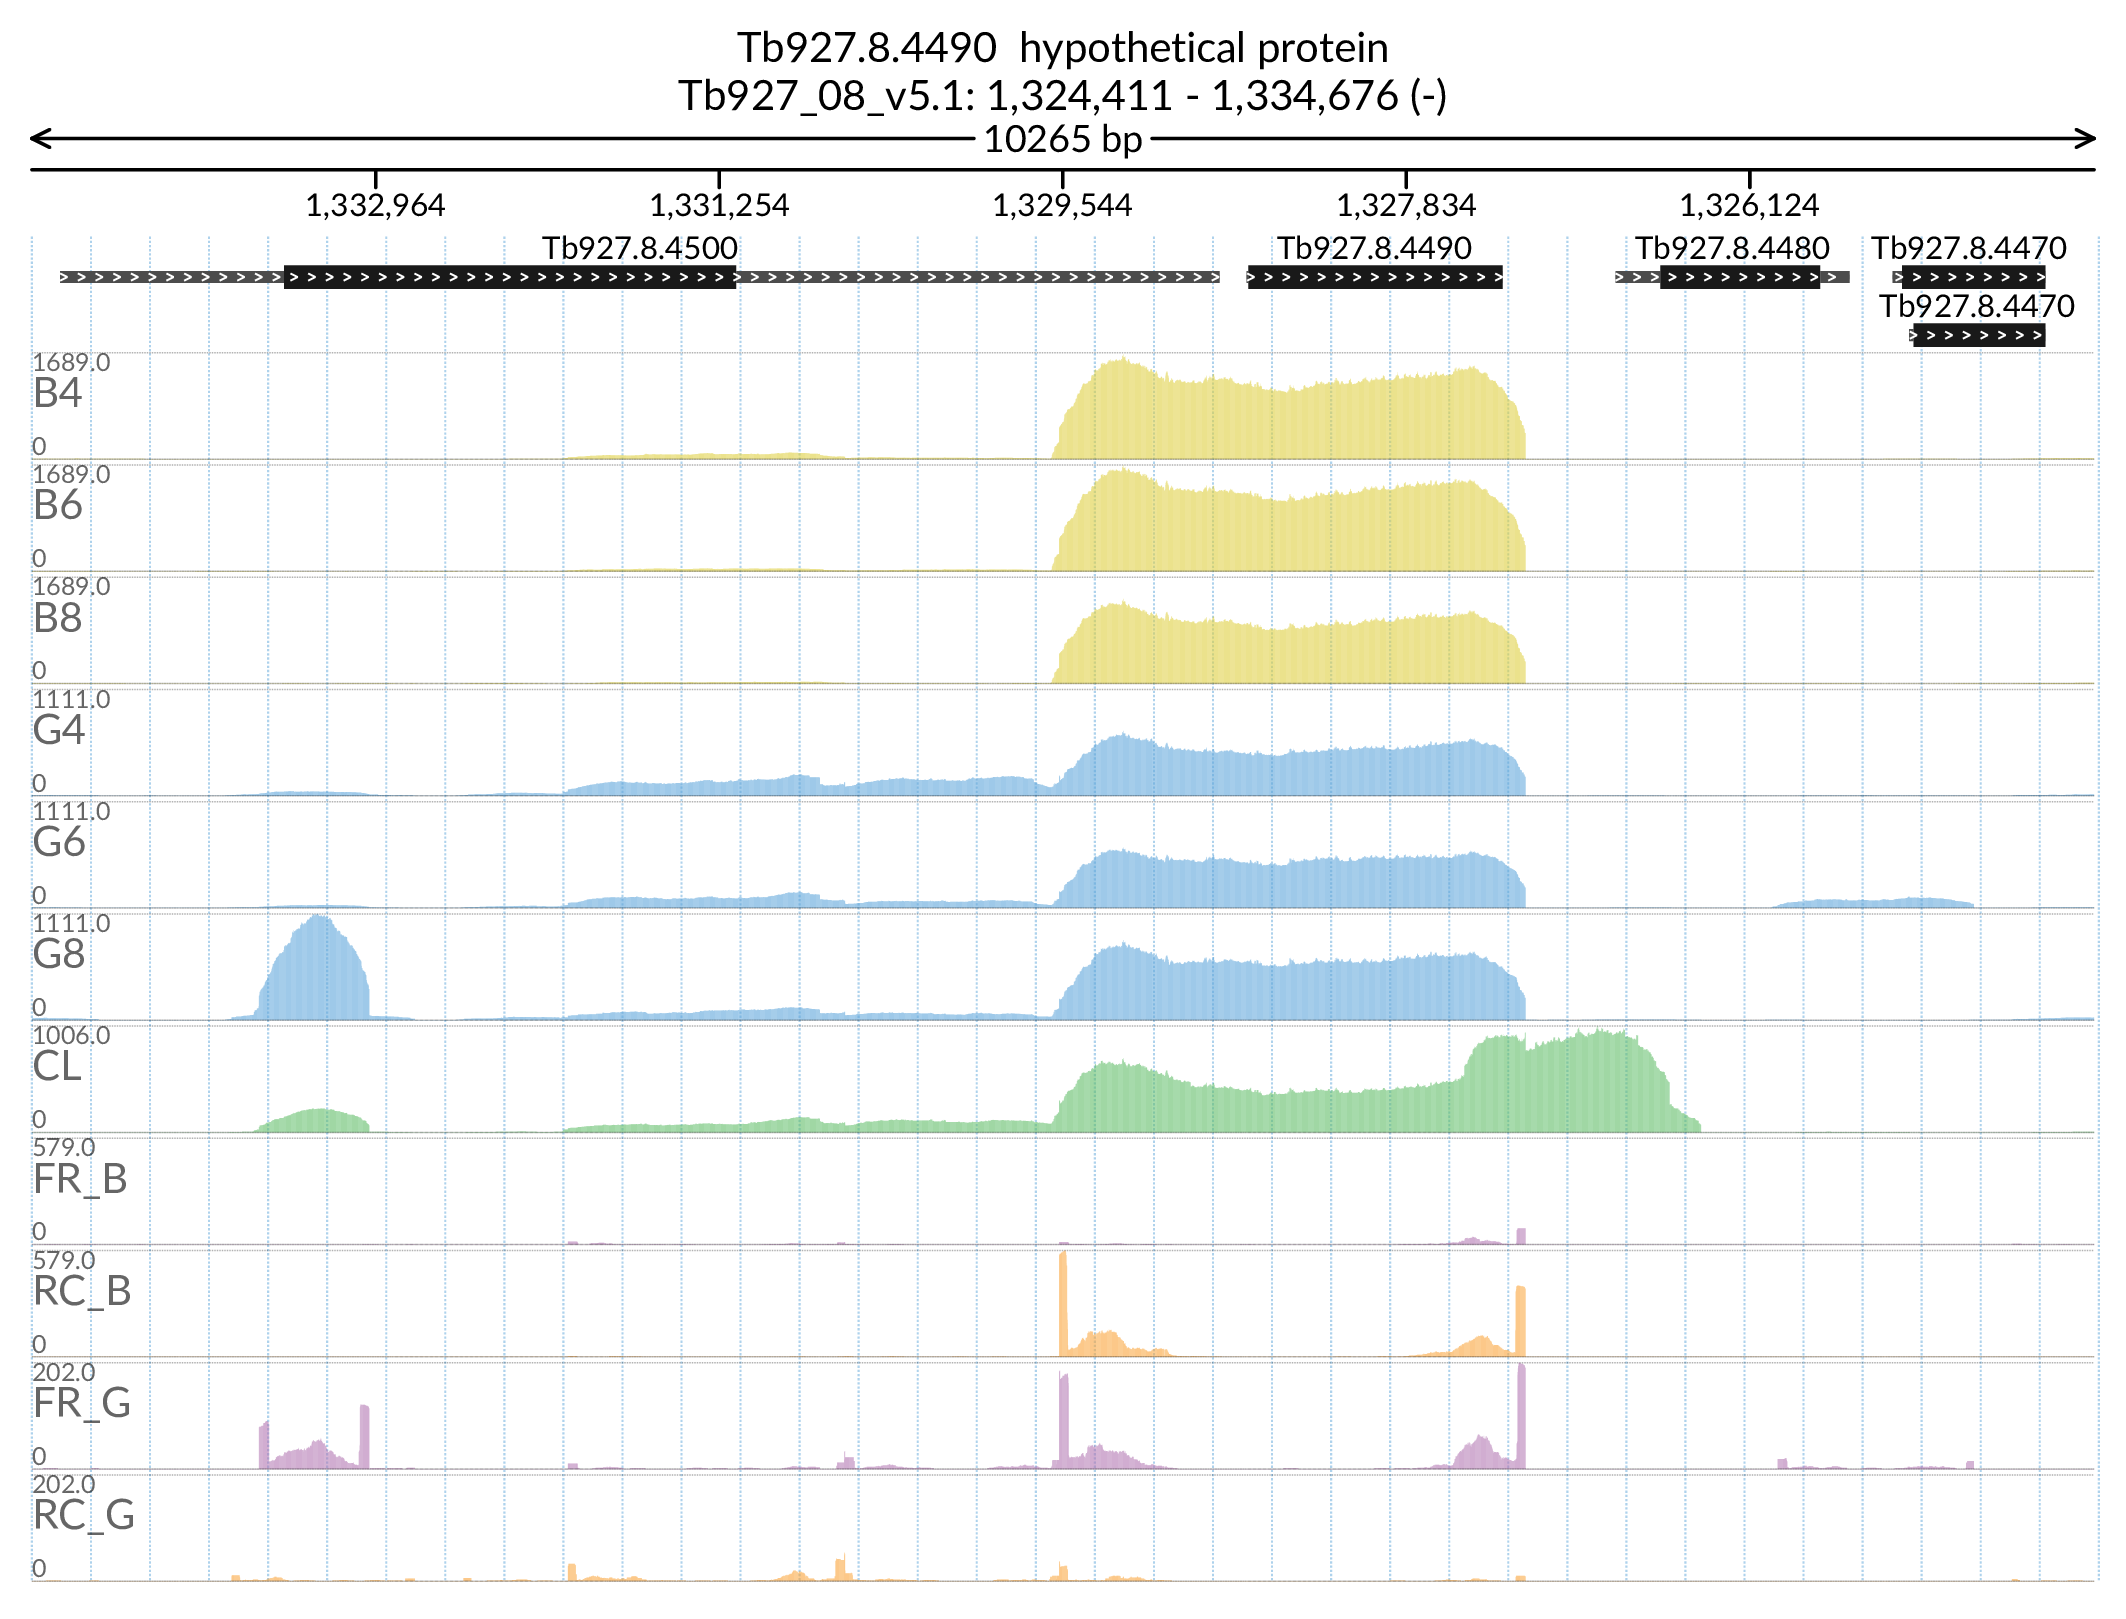 Tb927.8.4490  hypothetical protein
Tb927_08_v5.1: 1,324,411 - 1,334,676 (-)
10265 bp
1,332,964 1,331,254 1,329,544 1,327,834 1,326,124
Tb927.8.4500 Tb927.8.4490 Tb927.8.4480 Tb927.8.4470
Tb927.8.4470
1689.0
B4
0
1689.0
B6
0
1689.0
B8
0
1111.0
G4
0
1111.0
G6
0
1111.0
G8
0
1006.0
CL
0
579.0
FR_B
0
579.0
RC_B
0
202.0
FR_G
0
202.0
RC_G
0